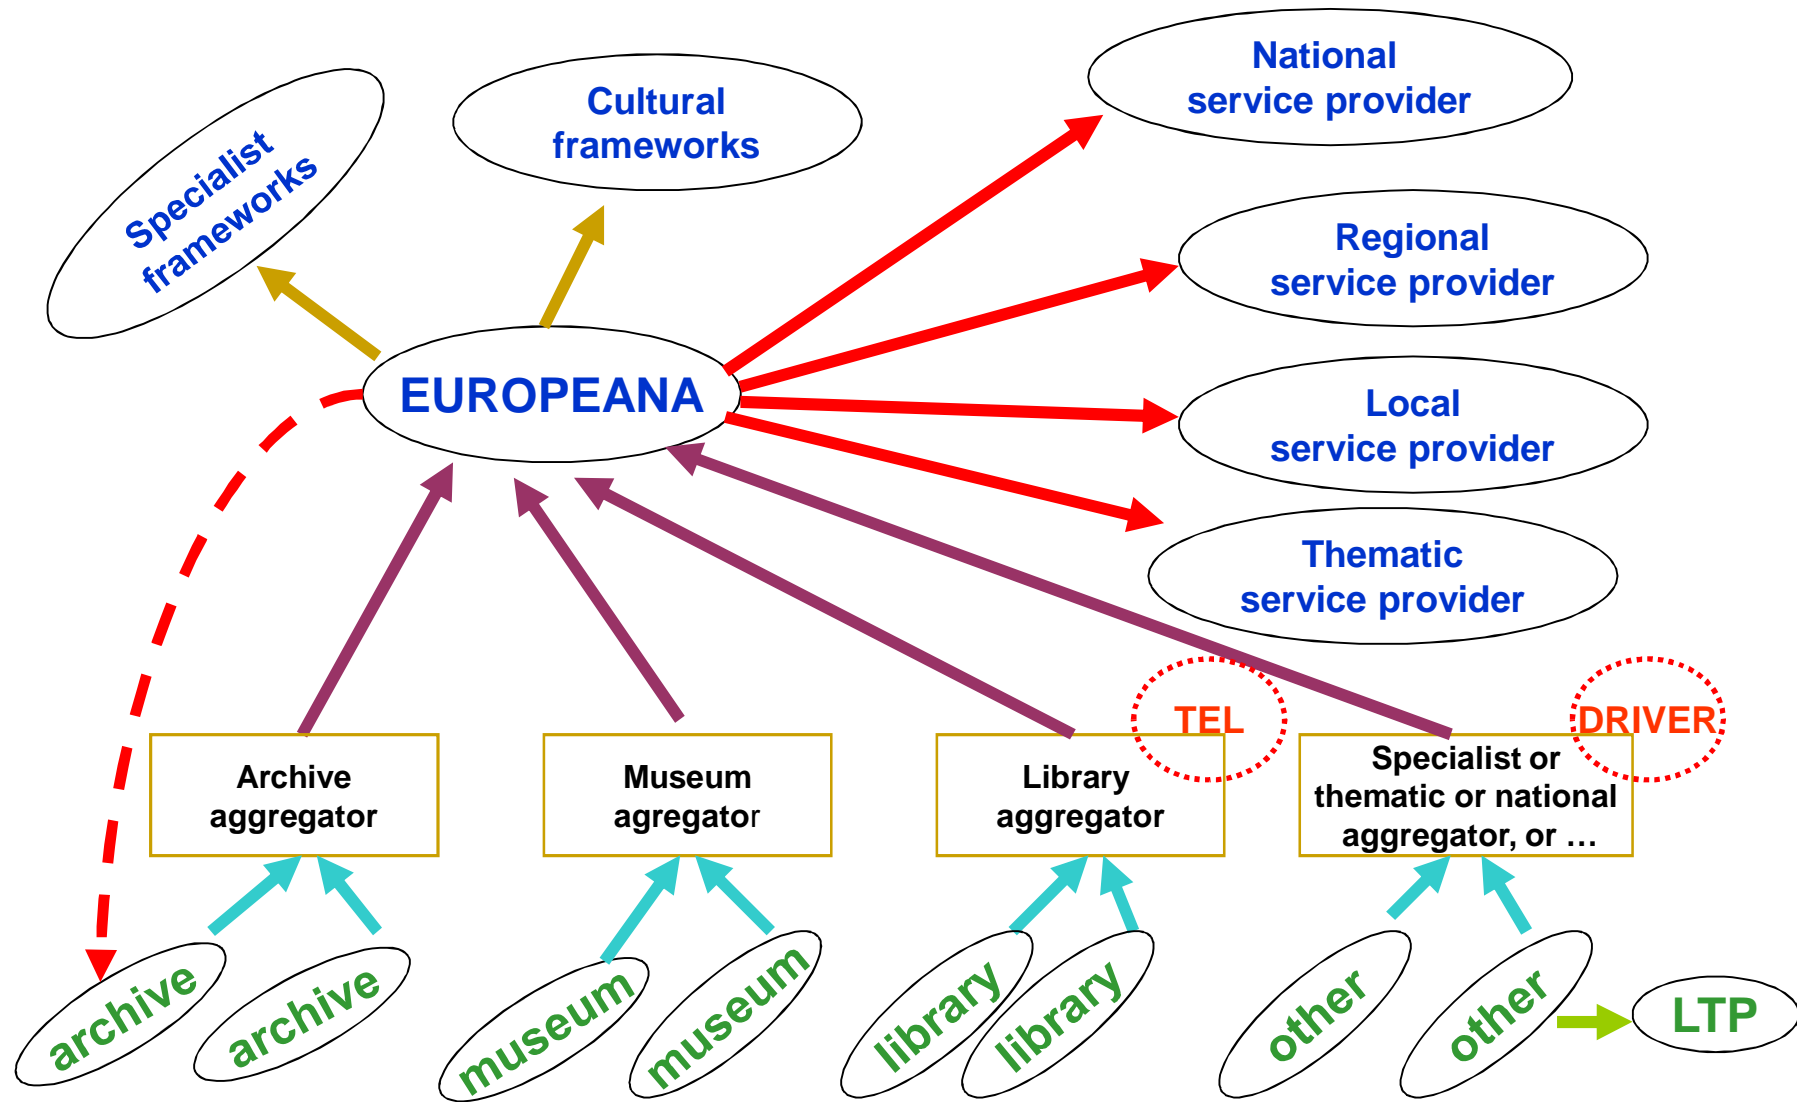 National
service provider
Cultural
frameworks
Specialist
frameworks
Regional
service provider
EUROPEANA
Local
service provider
Thematic
service provider
TEL
DRIVER
Archive
aggregator
Museum
agregator
Library
aggregator
Specialist or
thematic or national
aggregator, or …
archive
archive
museum
museum
library
library
other
other
LTP